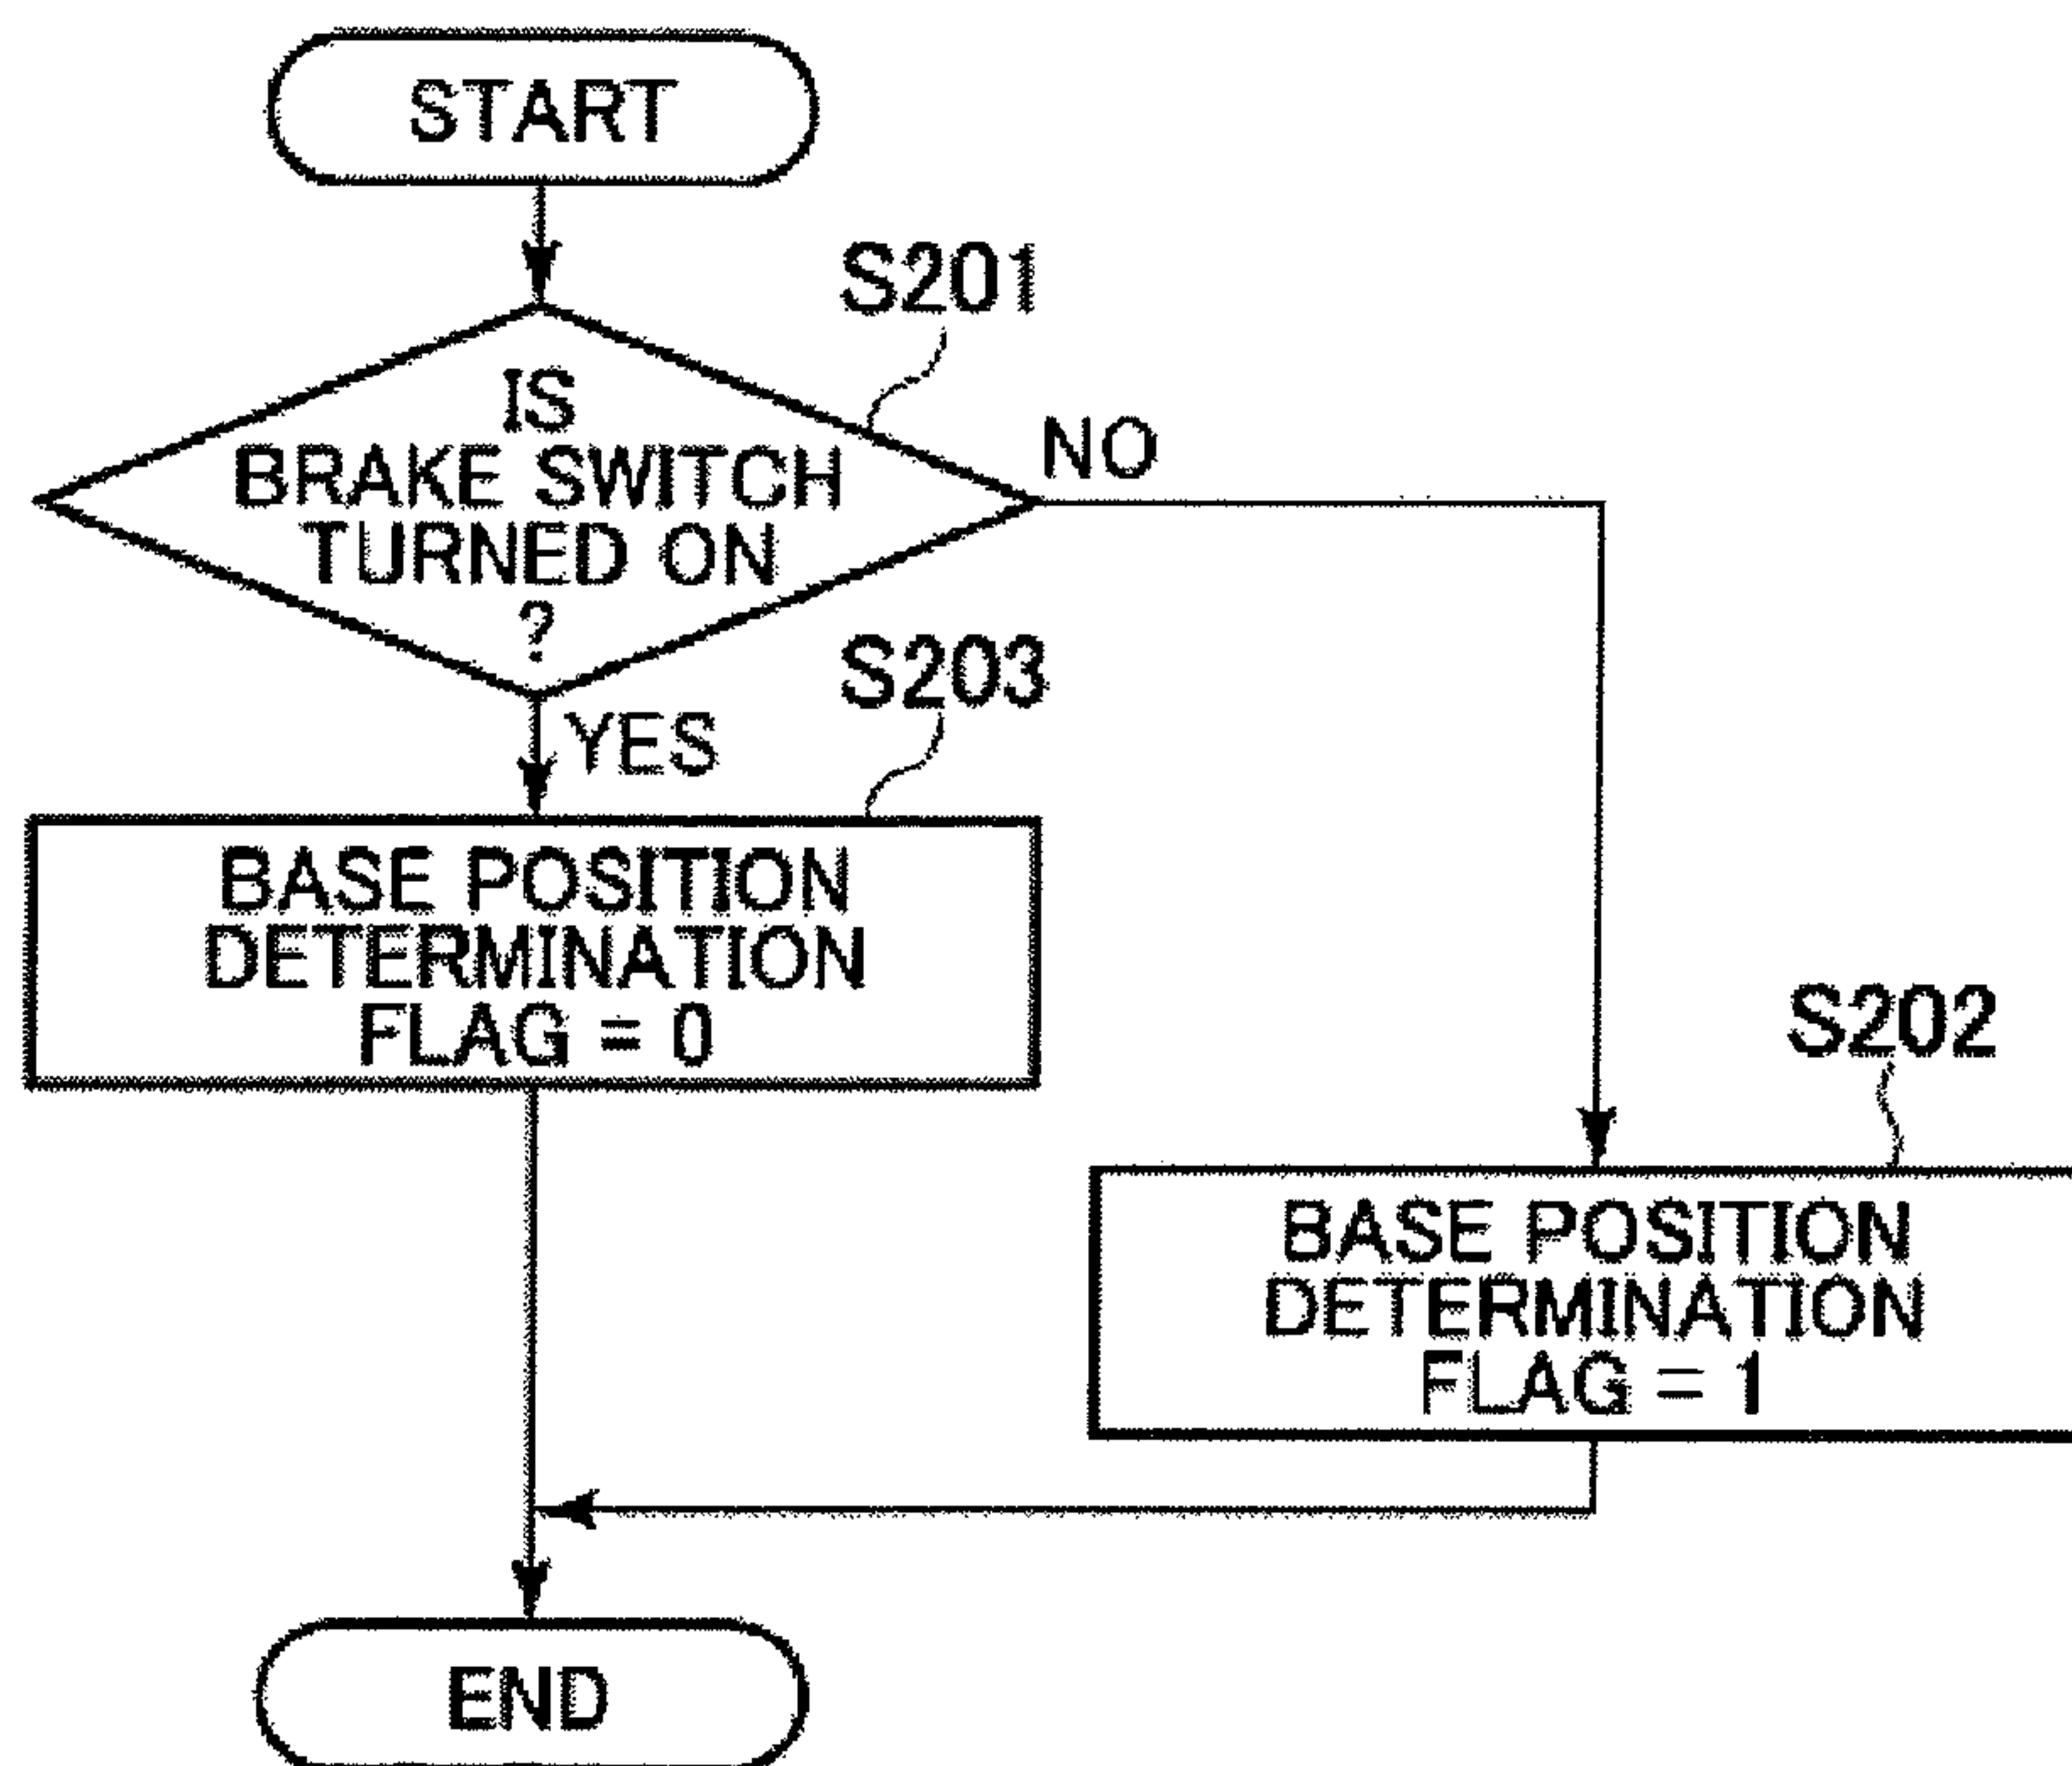 START
S201
IS
BRAKE SWITCH
TURNED ON
?
NO
S203
YES
BASE POSITION
DETERMINATION
FLAG = 0
S202
BASE POSITION
DETERMINATION
FLAG = 1
END